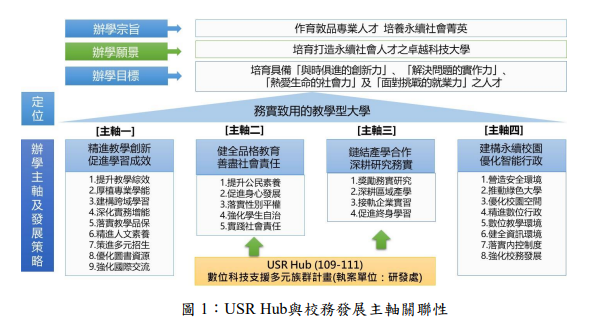 辦學宗旨
作育敦品專業人才 培養永續社會菁英
辦學願景
培育打造永續社會人才之卓越科技大學
辦學目標
培育具備「與時俱進的創新力」、「解決問題的實作力」、
「熱愛生命的社會力」及「面對挑戰的就業力」之人才
定位
務實致用的教學型大學
辦學主軸及發展策略
[主軸一]
精進教學創新
促進學習成效
1.提升教學綜效
2.厚植專業學能
3.建構跨域學習
4.深化實務增能
5.落實教學品保
6.精進人文素養
7.策進多元招生
8.優化圖書資源
9.強化國際交流
[主軸二]
健全品格教育
善盡社會責任
1.提升公民素養
2.促進身心發展
3.落實性別平權
4.強化學生自治
5.實踐社會責任
[主軸三]
鏈結產學合作
深耕研究務實
1.獎勵務實研究
2.深耕區域產學
3.接軌企業實習
4.促進終身學習
[主軸四]
建構永續校園
優化智能行政
1.營造安全環境
2.推動綠色大學
3.優化校園空間
4.精進數位行政
5.數位教學環境
6.健全資訊環境
7.落實內控制度
8.強化校務發展
USR Hub (109-111)
數位科技支援多元族群計畫(執案單位：研發處)
圖 1：USR Hub與校務發展主軸關聯性